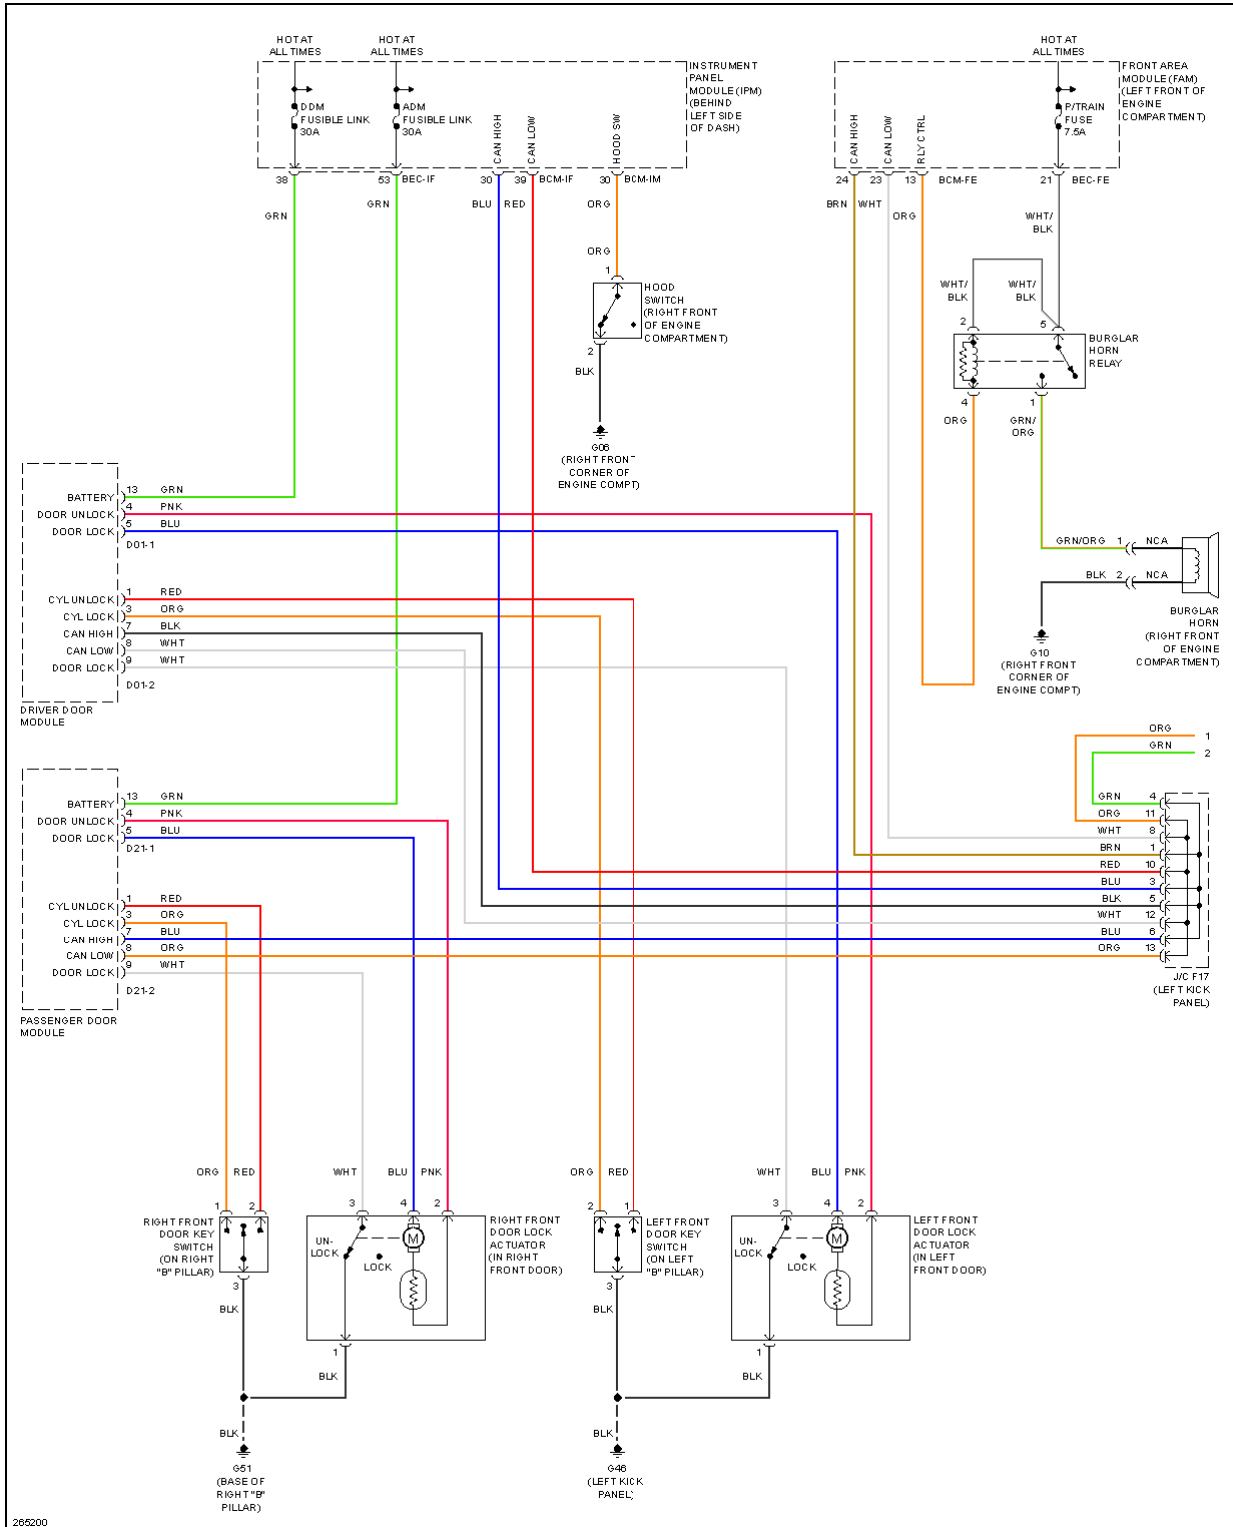 HOT AT
ALL TIMES
HOT AT
ALL TIMES
HOT AT
ALL TIMES
INSTRUMENT
PANEL
MODULE (IPM)
(BEHIND
LEFT SIDE
OF DASH)
DDM
FUSIBLE LINK
30A
ADM
FUSIBLE LINK
30A
CAN HIGH
CAN LOW
HOOD SW
FRONT AREA
MODULE (FAM)
(LEFT FRONT OF
ENGINE
COMPARTMENT)
CAN HIGH
CAN LOW
RLY CTRL
P/TRAIN
FUSE
7.5A
38
53
BEC-IF
30
39
BCM-IF
30
BCM-IM
24
23
13
BCM-FE
21
BEC-FE
GRN
GRN
BLU
RED
ORG
BRN
WHT
ORG
WHT/
BLK
ORG
1
HOOD
SWITCH
(RIGHT FRONT
OF ENGINE
COMPARTMENT)
2
BLK
G06
(RIGHT FRONT
CORNER OF
ENGINE COMPT)
WHT/
BLK
WHT/
BLK
2
5
BURGLAR
HORN
RELAY
4
1
ORG
GRN/
ORG
GRN/ORG
1
NCA
BLK
2
NCA
BURGLAR
HORN
(RIGHT FRONT
OF ENGINE
COMPARTMENT)
G10
(RIGHT FRONT
CORNER OF
ENGINE COMPT)
BATTERY
13
GRN
DOOR UNLOCK
4
PNK
DOOR LOCK
5
BLU
D01-1
CYL UNLOCK
1
RED
CYL LOCK
3
ORG
CAN HIGH
7
BLK
CAN LOW
8
WHT
DOOR LOCK
9
WHT
D01-2
DRIVER DOOR
MODULE
ORG
1
GRN
2
BATTERY
13
GRN
DOOR UNLOCK
4
PNK
DOOR LOCK
5
BLU
D21-1
CYL UNLOCK
1
RED
CYL LOCK
3
ORG
CAN HIGH
7
BLU
CAN LOW
8
ORG
DOOR LOCK
9
WHT
D21-2
PASSENGER DOOR
MODULE
GRN
4
ORG
11
WHT
8
BRN
1
RED
10
BLU
3
BLK
5
WHT
12
BLU
6
ORG
13
J/C F17
(LEFT KICK
PANEL)
ORG
RED
WHT
BLU
PNK
ORG
RED
WHT
BLU
PNK
1
2
3
4
2
2
1
3
4
2
RIGHT FRONT
DOOR KEY
SWITCH
(ON RIGHT
"B" PILLAR)
UN-
LOCK
M
LOCK
RIGHT FRONT
DOOR LOCK
ACTUATOR
(IN RIGHT
FRONT DOOR)
LEFT FRONT
DOOR KEY
SWITCH
(ON LEFT
"B" PILLAR)
UN-
LOCK
M
LOCK
LEFT FRONT
DOOR LOCK
ACTUATOR
(IN LEFT
FRONT DOOR)
3
BLK
1
BLK
3
BLK
1
BLK
BLK
BLK
G51
(BASE OF
RIGHT "B"
PILLAR)
G46
(LEFT KICK
PANEL)
265200